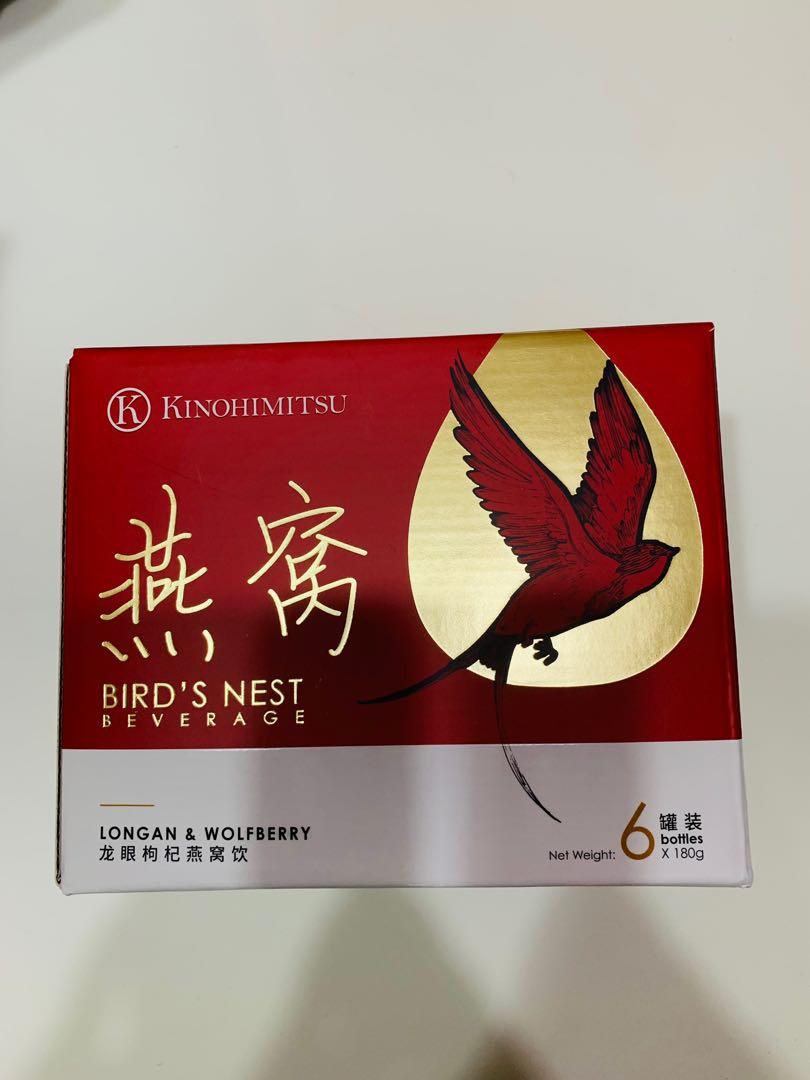 K KINOHIMITSU
燕窝
BIRD'S NEST
BEVERAGE
LONGAN & WOLFBERRY
龙眼枸杞燕窝饮
Net Weight: 6 罐装
bottles
X 180g